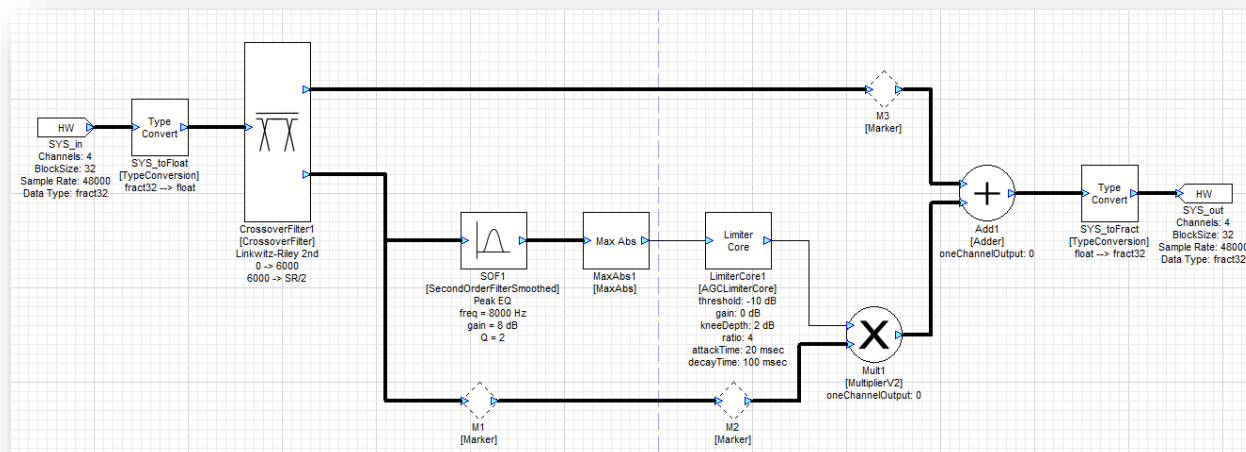 HW
SYS_in
Channels: 4
BlockSize: 32
Sample Rate: 48000
Data Type: fract32
Type
Convert
SYS_toFloat
[TypeConversion]
fract32 --> float
CrossoverFilter1
[CrossoverFilter]
Linkwitz-Riley 2nd
0 -> 6000
6000 -> SR/2
SOF1
[SecondOrderFilterSmoothed]
Peak EQ
freq = 8000 Hz
gain = 8 dB
Q = 2
Max Abs
MaxAbs1
[MaxAbs]
Limiter
Core
LimiterCore1
[AGCLimiterCore]
threshold: -10 dB
gain: 0 dB
kneeDepth: 2 dB
ratio: 4
attackTime: 20 msec
decayTime: 100 msec
M1
[Marker]
M2
[Marker]
M3
[Marker]
X
Mult1
[MultiplierV2]
oneChannelOutput: 0
+
Add1
[Adder]
oneChannelOutput: 0
Type
Convert
SYS_toFract
[TypeConversion]
float --> fract32
HW
SYS_out
Channels: 4
BlockSize: 32
Sample Rate: 48000
Data Type: fract32